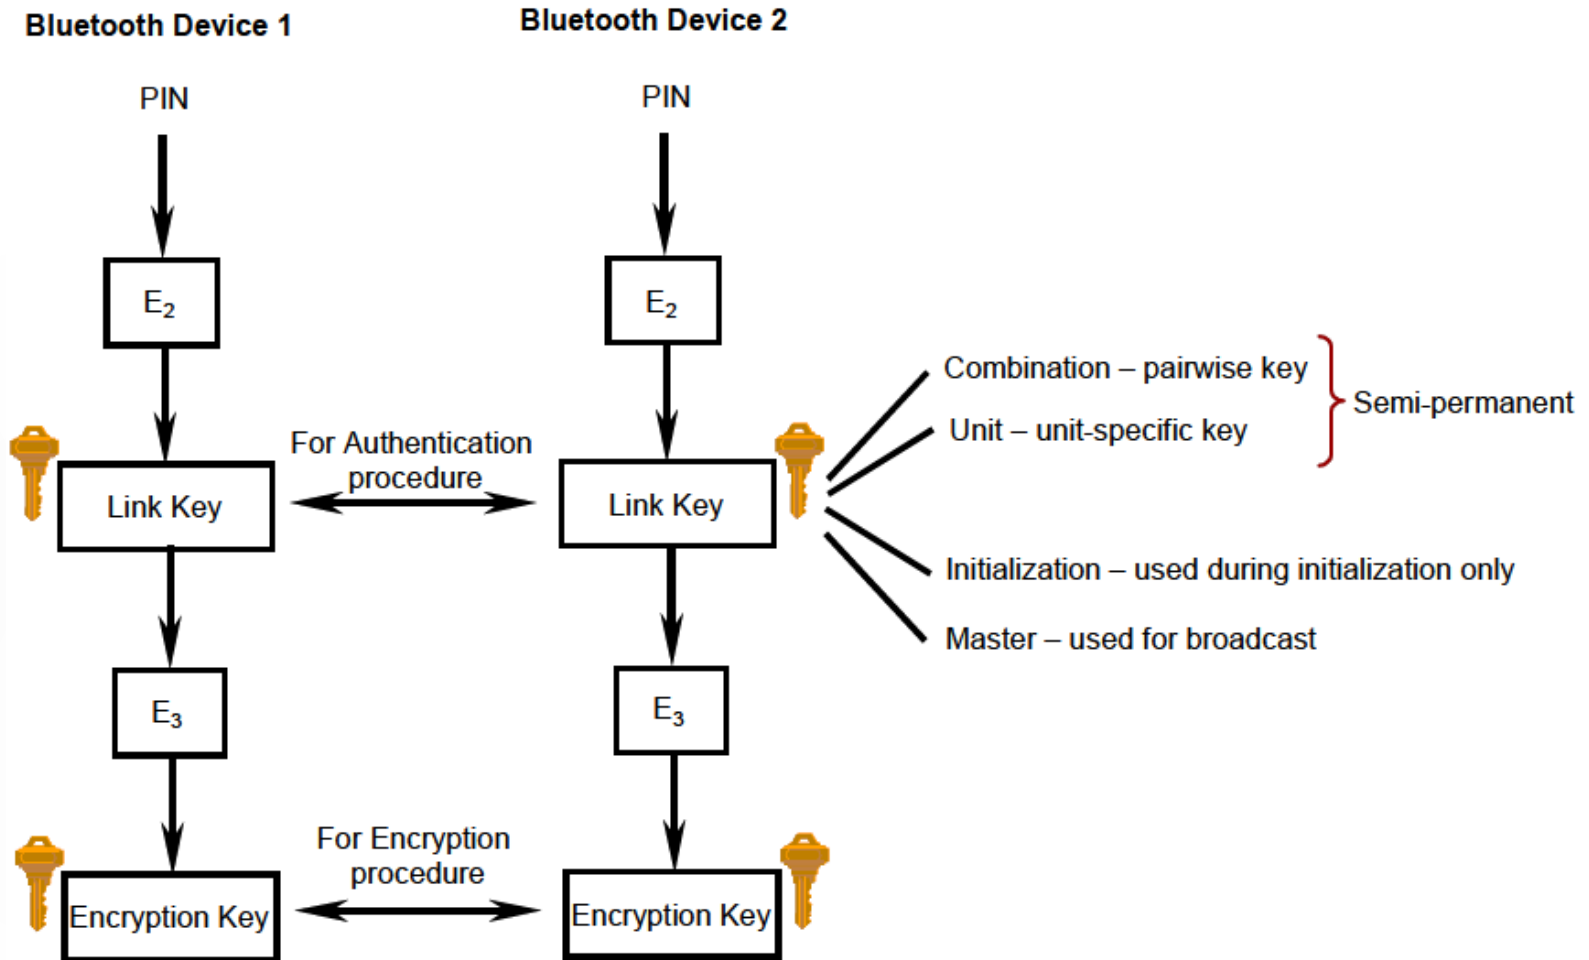 Bluetooth Device 1
Bluetooth Device 2
PIN
PIN
E₂
E₂
Combination – pairwise key
Unit – unit-specific key
Semi-permanent
For Authentication
procedure
Link Key
Link Key
Initialization – used during initialization only
Master – used for broadcast
E₃
E₃
For Encryption
procedure
Encryption Key
Encryption Key